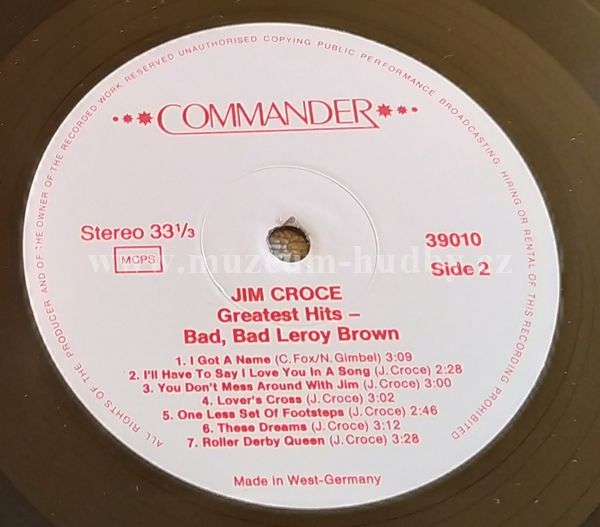 ALL RIGHTS OF THE PRODUCER AND OF THE OWNER OF THE RECORDED WORK RESERVED UNAUTHORISED COPYING PUBLIC PERFORMANCE BROADCASTING HIRING OR RENTAL OF THIS RECORDING PROHIBITED
COMMANDER
Stereo 33 1/3
39010
MCPS
Side 2
www.muzeum-hudby.cz
JIM CROCE
Greatest Hits –
Bad, Bad Leroy Brown
1. I Got A Name (C. Fox/N. Gimbel) 3:09
2. I'll Have To Say I Love You In A Song (J. Croce) 2:28
3. You Don't Mess Around With Jim (J. Croce) 3:00
4. Lover's Cross (J. Croce) 3:02
5. One Less Set Of Footsteps (J. Croce) 2:46
6. These Dreams (J. Croce) 3:28
7. Roller Derby Queen (J. Croce) 3:28
Made in West-Germany